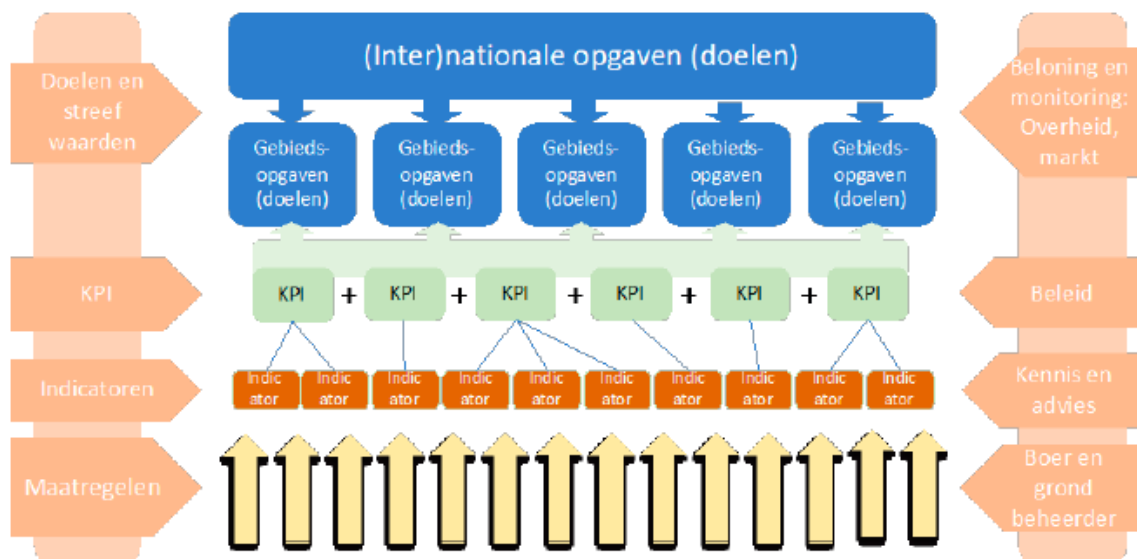 (Inter)nationale opgaven (doelen)
Doelen en
streef
waarden
Beloning en
monitoring:
Overheid,
markt
Gebieds-
opgaven
(doelen)
Gebieds-
opgaven
(doelen)
Gebieds-
opgaven
(doelen)
Gebieds-
opgaven
(doelen)
Gebieds-
opgaven
(doelen)
KPI
KPI + KPI + KPI + KPI + KPI + KPI
Beleid
Indicatoren
Indic
ator
Indic
ator
Indic
ator
Indic
ator
Indic
ator
Indic
ator
Indic
ator
Indic
ator
Indic
ator
Indic
ator
Kennis en
advies
Maatregelen
Boer en
grond
beheerder